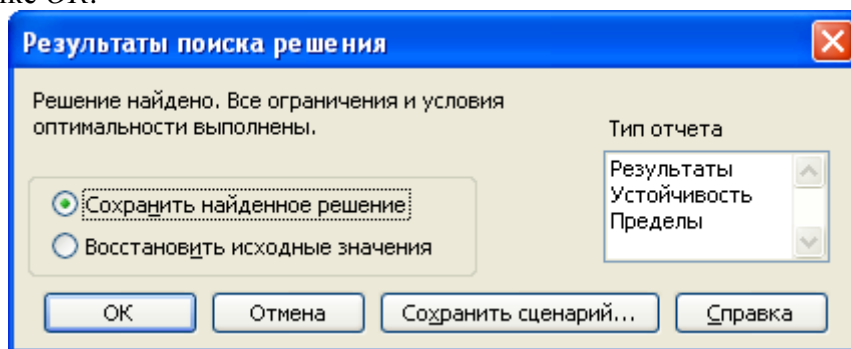 Результаты поиска решения
Решение найдено. Все ограничения и условия
оптимальности выполнены.
Тип отчета
Результаты
Устойчивость
Пределы
Сохранить найденное решение
Восстановить исходные значения
ОК
Отмена
Сохранить сценарий...
Справка